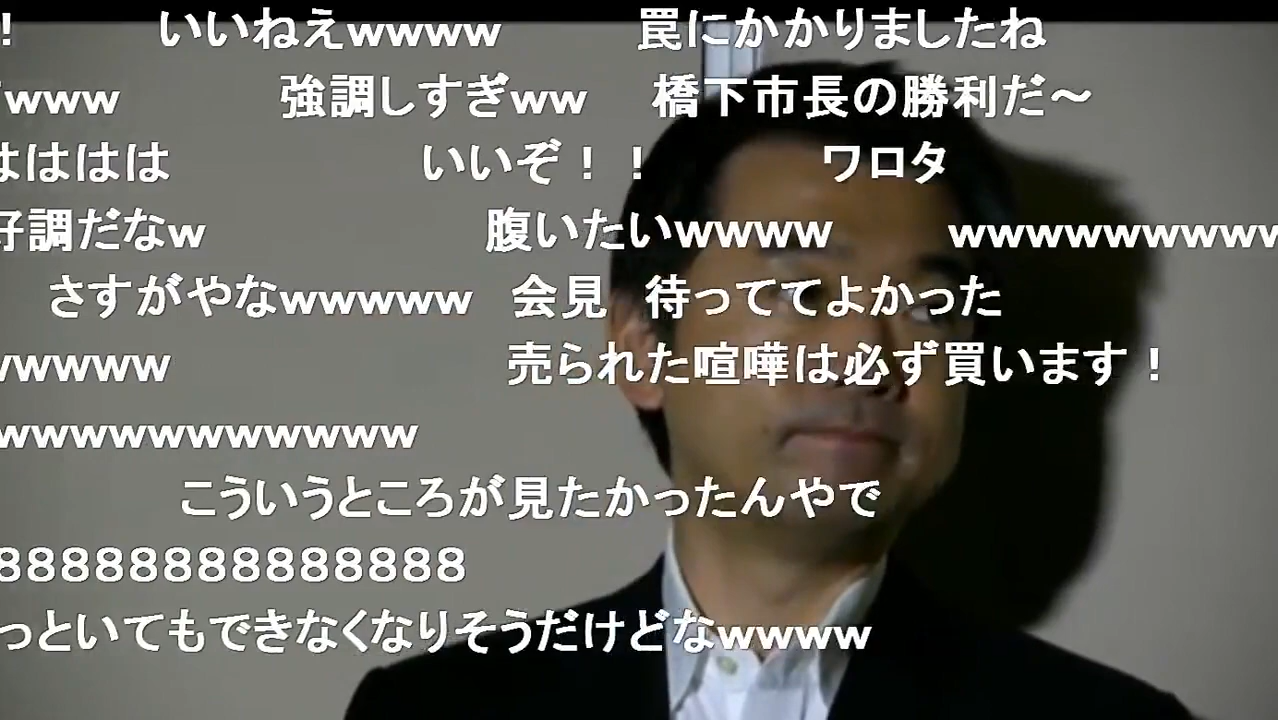 ！ いいねえwwww 罠にかかりましたね
www 強調しすぎww 橋下市長の勝利だ～
はははは いいぞ！！ ワロタ
好調だなw 腹いたいwwww wwwwwwwwww
さすがやなwwwww 会見　待っててよかった
wwwww 売られた喧嘩は必ず買います！
wwwwwwwwwwwww
こういうところが見たかったんやで
888888888888888
っといてもできなくなりそうだけどなwwww